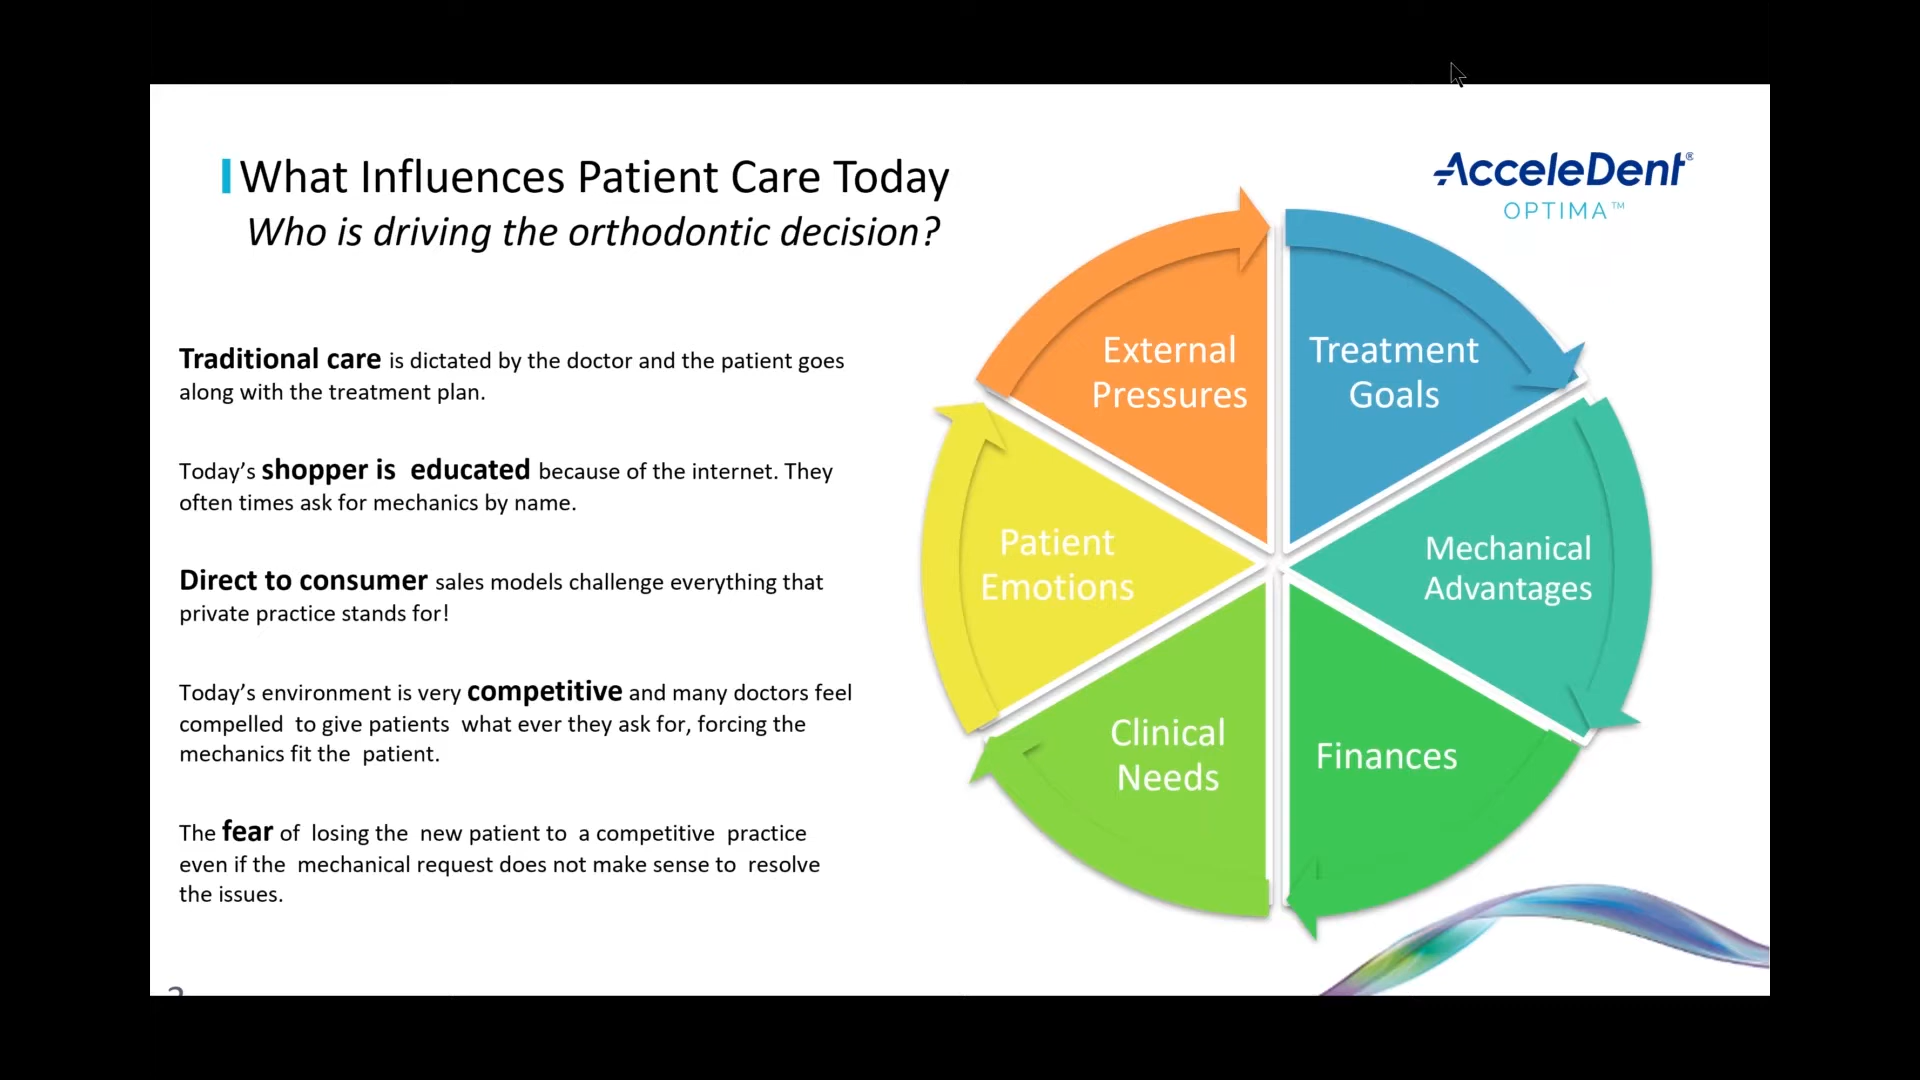 What Influences Patient Care Today
Who is driving the orthodontic decision?
AcceleDent®
OPTIMA™
Traditional care is dictated by the doctor and the patient goes
along with the treatment plan.
Today’s shopper is  educated because of the internet. They
often times ask for mechanics by name.
Direct to consumer sales models challenge everything that
private practice stands for!
Today’s environment is very competitive and many doctors feel
compelled  to give patients  what ever they ask for, forcing the
mechanics fit the  patient.
The fear of  losing the  new patient to  a competitive  practice
even if the  mechanical request does not make sense to  resolve
the issues.
External
Pressures
Treatment
Goals
Mechanical
Advantages
Finances
Clinical
Needs
Patient
Emotions